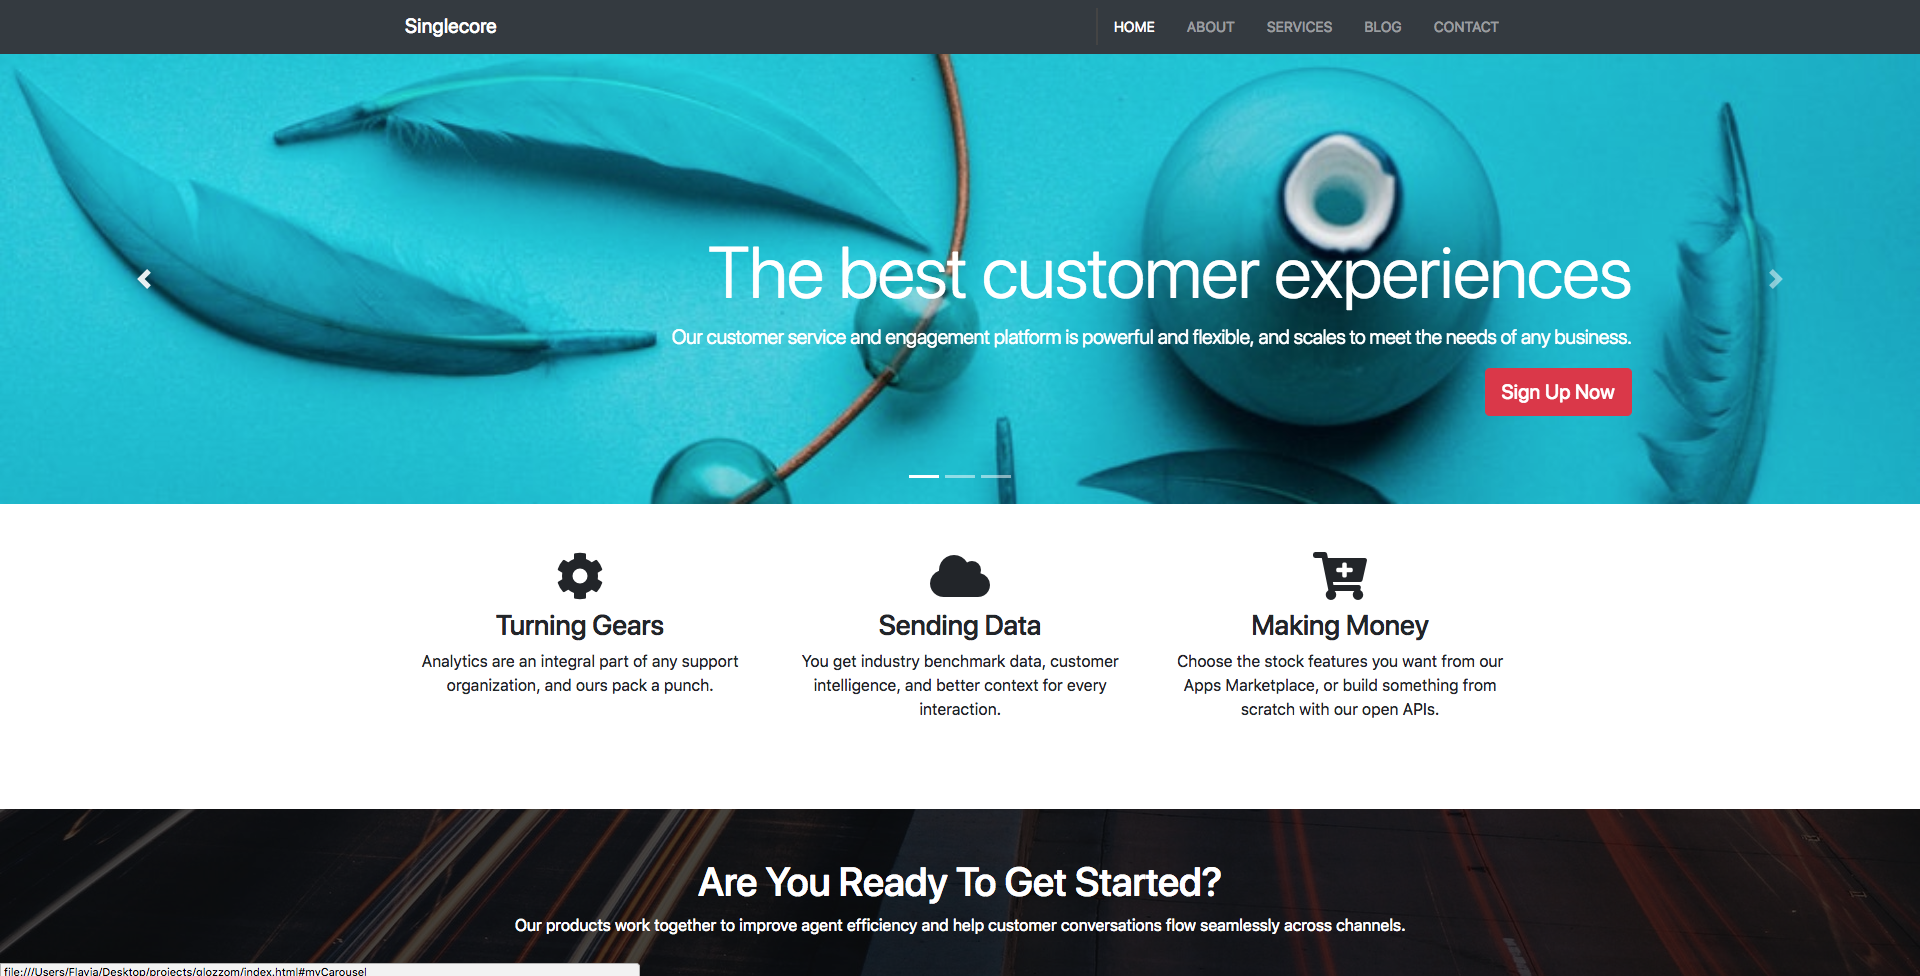 Singlecore
HOME ABOUT SERVICES BLOG CONTACT
The best customer experiences
Our customer service and engagement platform is powerful and flexible, and scales to meet the needs of any business.
Sign Up Now
Turning Gears
Analytics are an integral part of any support
organization, and ours pack a punch.
Sending Data
You get industry benchmark data, customer
intelligence, and better context for every
interaction.
Making Money
Choose the stock features you want from our
Apps Marketplace, or build something from
scratch with our open APIs.
Are You Ready To Get Started?
Our products work together to improve agent efficiency and help customer conversations flow seamlessly across channels.
file:///Users/Flavia/Desktop/projects/glozzom/index.html#myCarousel